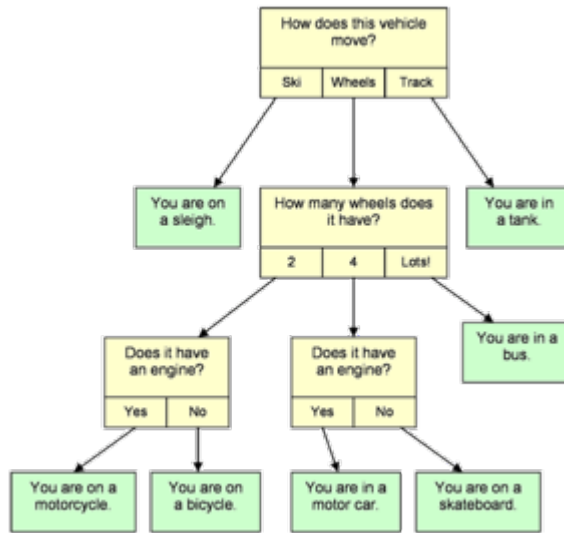 How does this vehicle
move?
Ski
Wheels
Track
You are on
a sleigh.
How many wheels does
it have?
2
4
Lots!
You are in
a tank.
You are in a
bus.
Does it have
an engine?
Yes
No
Does it have
an engine?
Yes
No
You are on a
motorcycle.
You are on
a bicycle.
You are in a
motor car.
You are on a
skateboard.